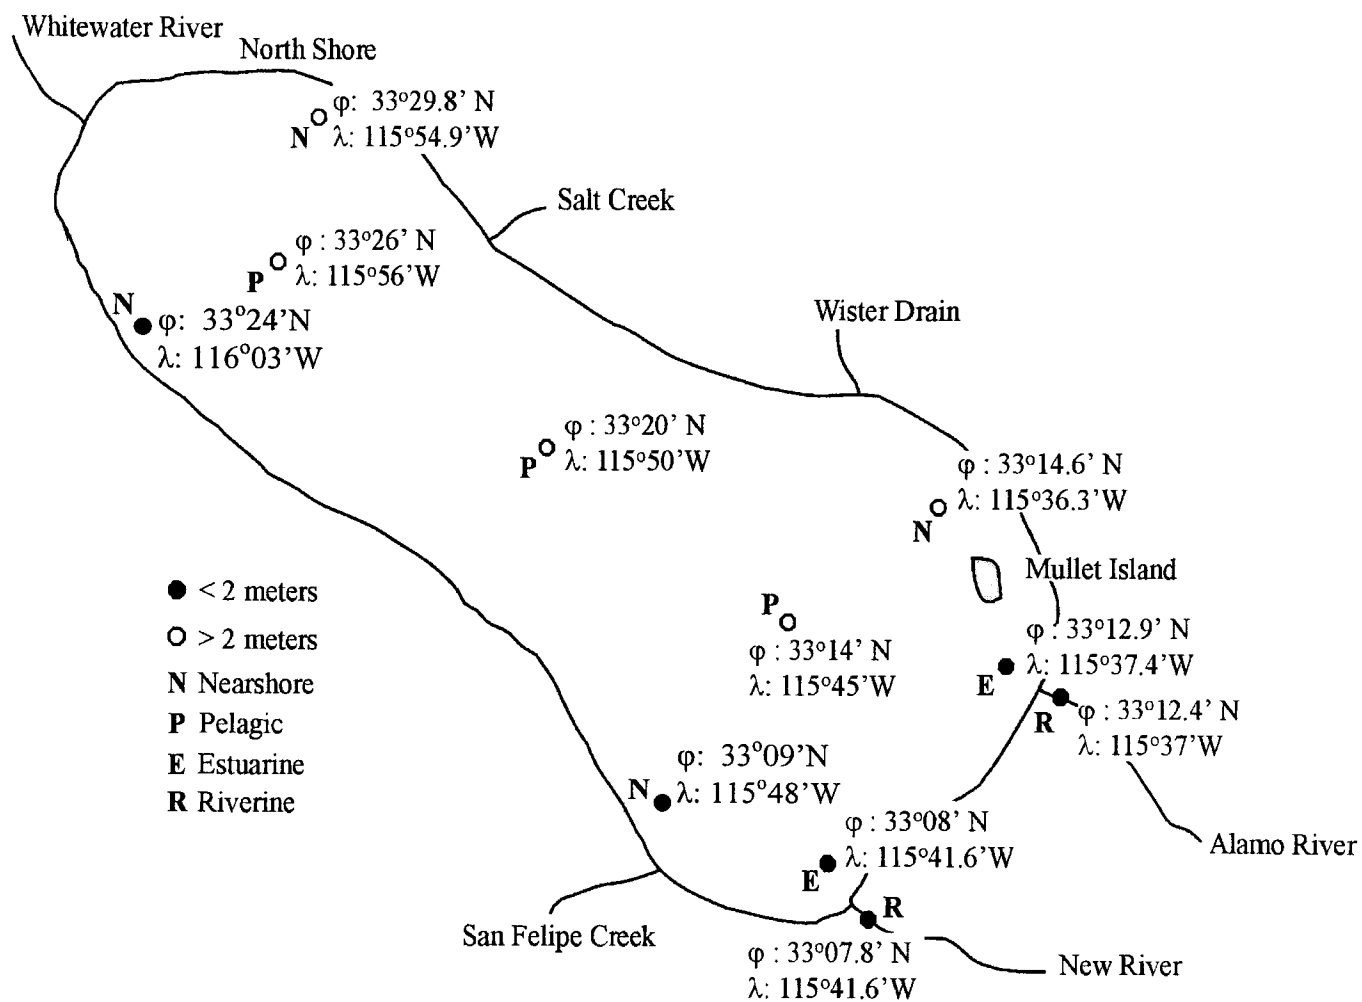 Whitewater River
North Shore
φ: 33°29.8' N
N λ: 115°54.9'W
Salt Creek
φ : 33°26' N
P λ: 115°56'W
N
φ: 33°24'N
λ: 116°03'W
Wister Drain
φ : 33°20' N
P λ: 115°50'W
φ : 33°14.6' N
λ: 115°36.3'W
N
Mullet Island
< 2 meters
> 2 meters
N Nearshore
P Pelagic
E Estuarine
R Riverine
P
φ : 33°14' N
λ: 115°45'W
φ : 33°12.9' N
E λ: 115°37.4'W
R φ : 33°12.4' N
λ: 115°37'W
φ: 33°09'N
N λ: 115°48'W
φ : 33°08' N
λ: 115°41.6'W
E
Alamo River
R
San Felipe Creek
φ : 33°07.8' N
λ: 115°41.6'W
New River